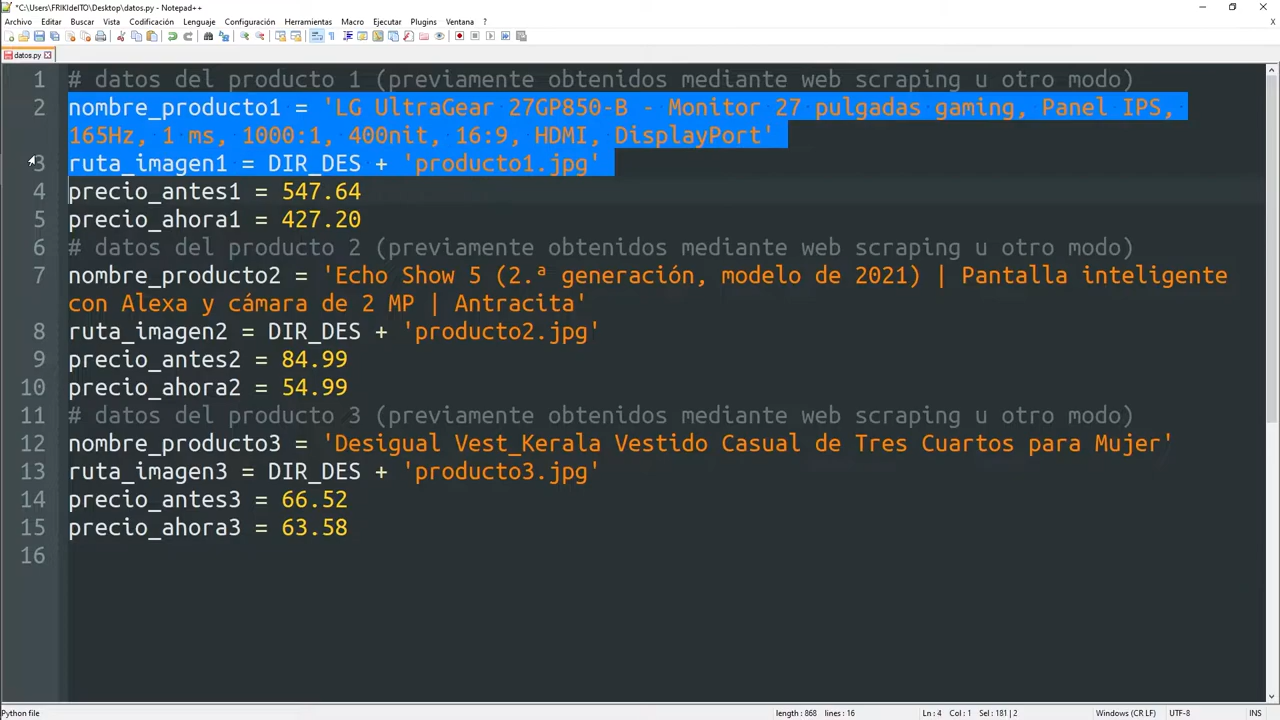 *C:\Users\FRIKIdelTO\Desktop\datos.py - Notepad++
Archivo Editar Buscar Vista Codificación Lenguaje Configuración Herramientas Macro Ejecutar Plugins Ventana ?
datos.py
1 # datos del producto 1 (previamente obtenidos mediante web scraping u otro modo)
2 nombre_producto1 = 'LG UltraGear 27GP850-B - Monitor 27 pulgadas gaming, Panel IPS,
165Hz, 1 ms, 1000:1, 400nit, 16:9, HDMI, DisplayPort'
3 ruta_imagen1 = DIR_DES + 'producto1.jpg'
4 precio_antes1 = 547.64
5 precio_ahora1 = 427.20
6 # datos del producto 2 (previamente obtenidos mediante web scraping u otro modo)
7 nombre_producto2 = 'Echo Show 5 (2.ª generación, modelo de 2021) | Pantalla inteligente
con Alexa y cámara de 2 MP | Antracita'
8 ruta_imagen2 = DIR_DES + 'producto2.jpg'
9 precio_antes2 = 84.99
10 precio_ahora2 = 54.99
11 # datos del producto 3 (previamente obtenidos mediante web scraping u otro modo)
12 nombre_producto3 = 'Desigual Vest_Kerala Vestido Casual de Tres Cuartos para Mujer'
13 ruta_imagen3 = DIR_DES + 'producto3.jpg'
14 precio_antes3 = 66.52
15 precio_ahora3 = 63.58
16
Python file length : 868 lines : 16 Ln : 4 Col : 1 Sel : 181 | 2 Windows (CR LF) UTF-8 INS